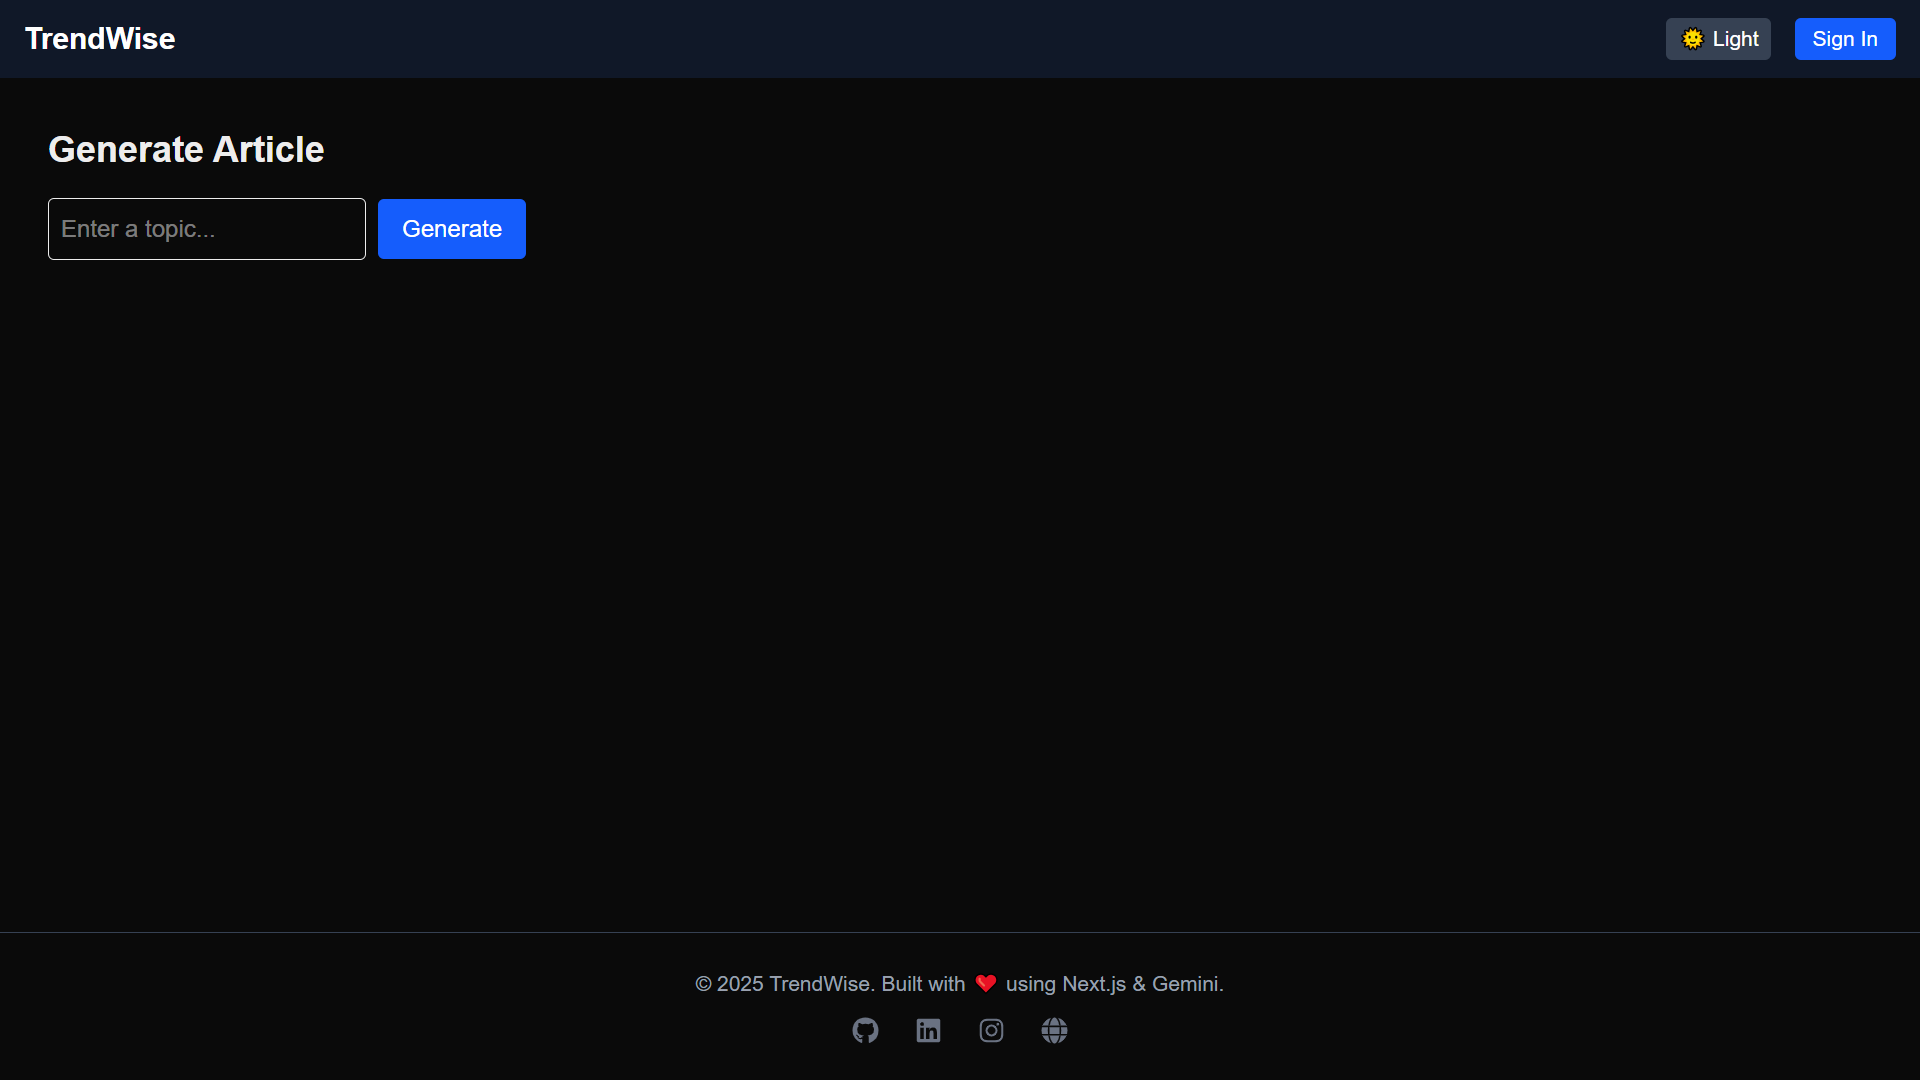 TrendWise
🌞 Light
Sign In
Generate Article
Enter a topic...
Generate
© 2025 TrendWise. Built with ❤️ using Next.js & Gemini.